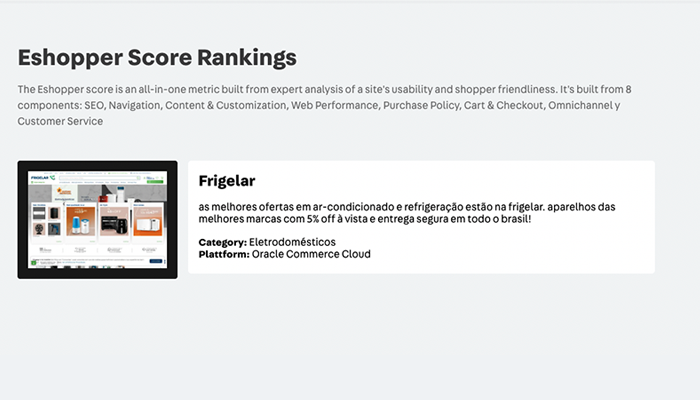 Eshopper Score Rankings
The Eshopper score is an all-in-one metric built from expert analysis of a site's usability and shopper friendliness. It's built from 8
components: SEO, Navigation, Content & Customization, Web Performance, Purchase Policy, Cart & Checkout, Omnichannel y
Customer Service
FRIGELAR
Frigelar
as melhores ofertas em ar-condicionado e refrigeração estão na frigelar. aparelhos das
melhores marcas com 5% off à vista e entrega segura em todo o brasil!
Category: Eletrodomésticos
Plattform: Oracle Commerce Cloud